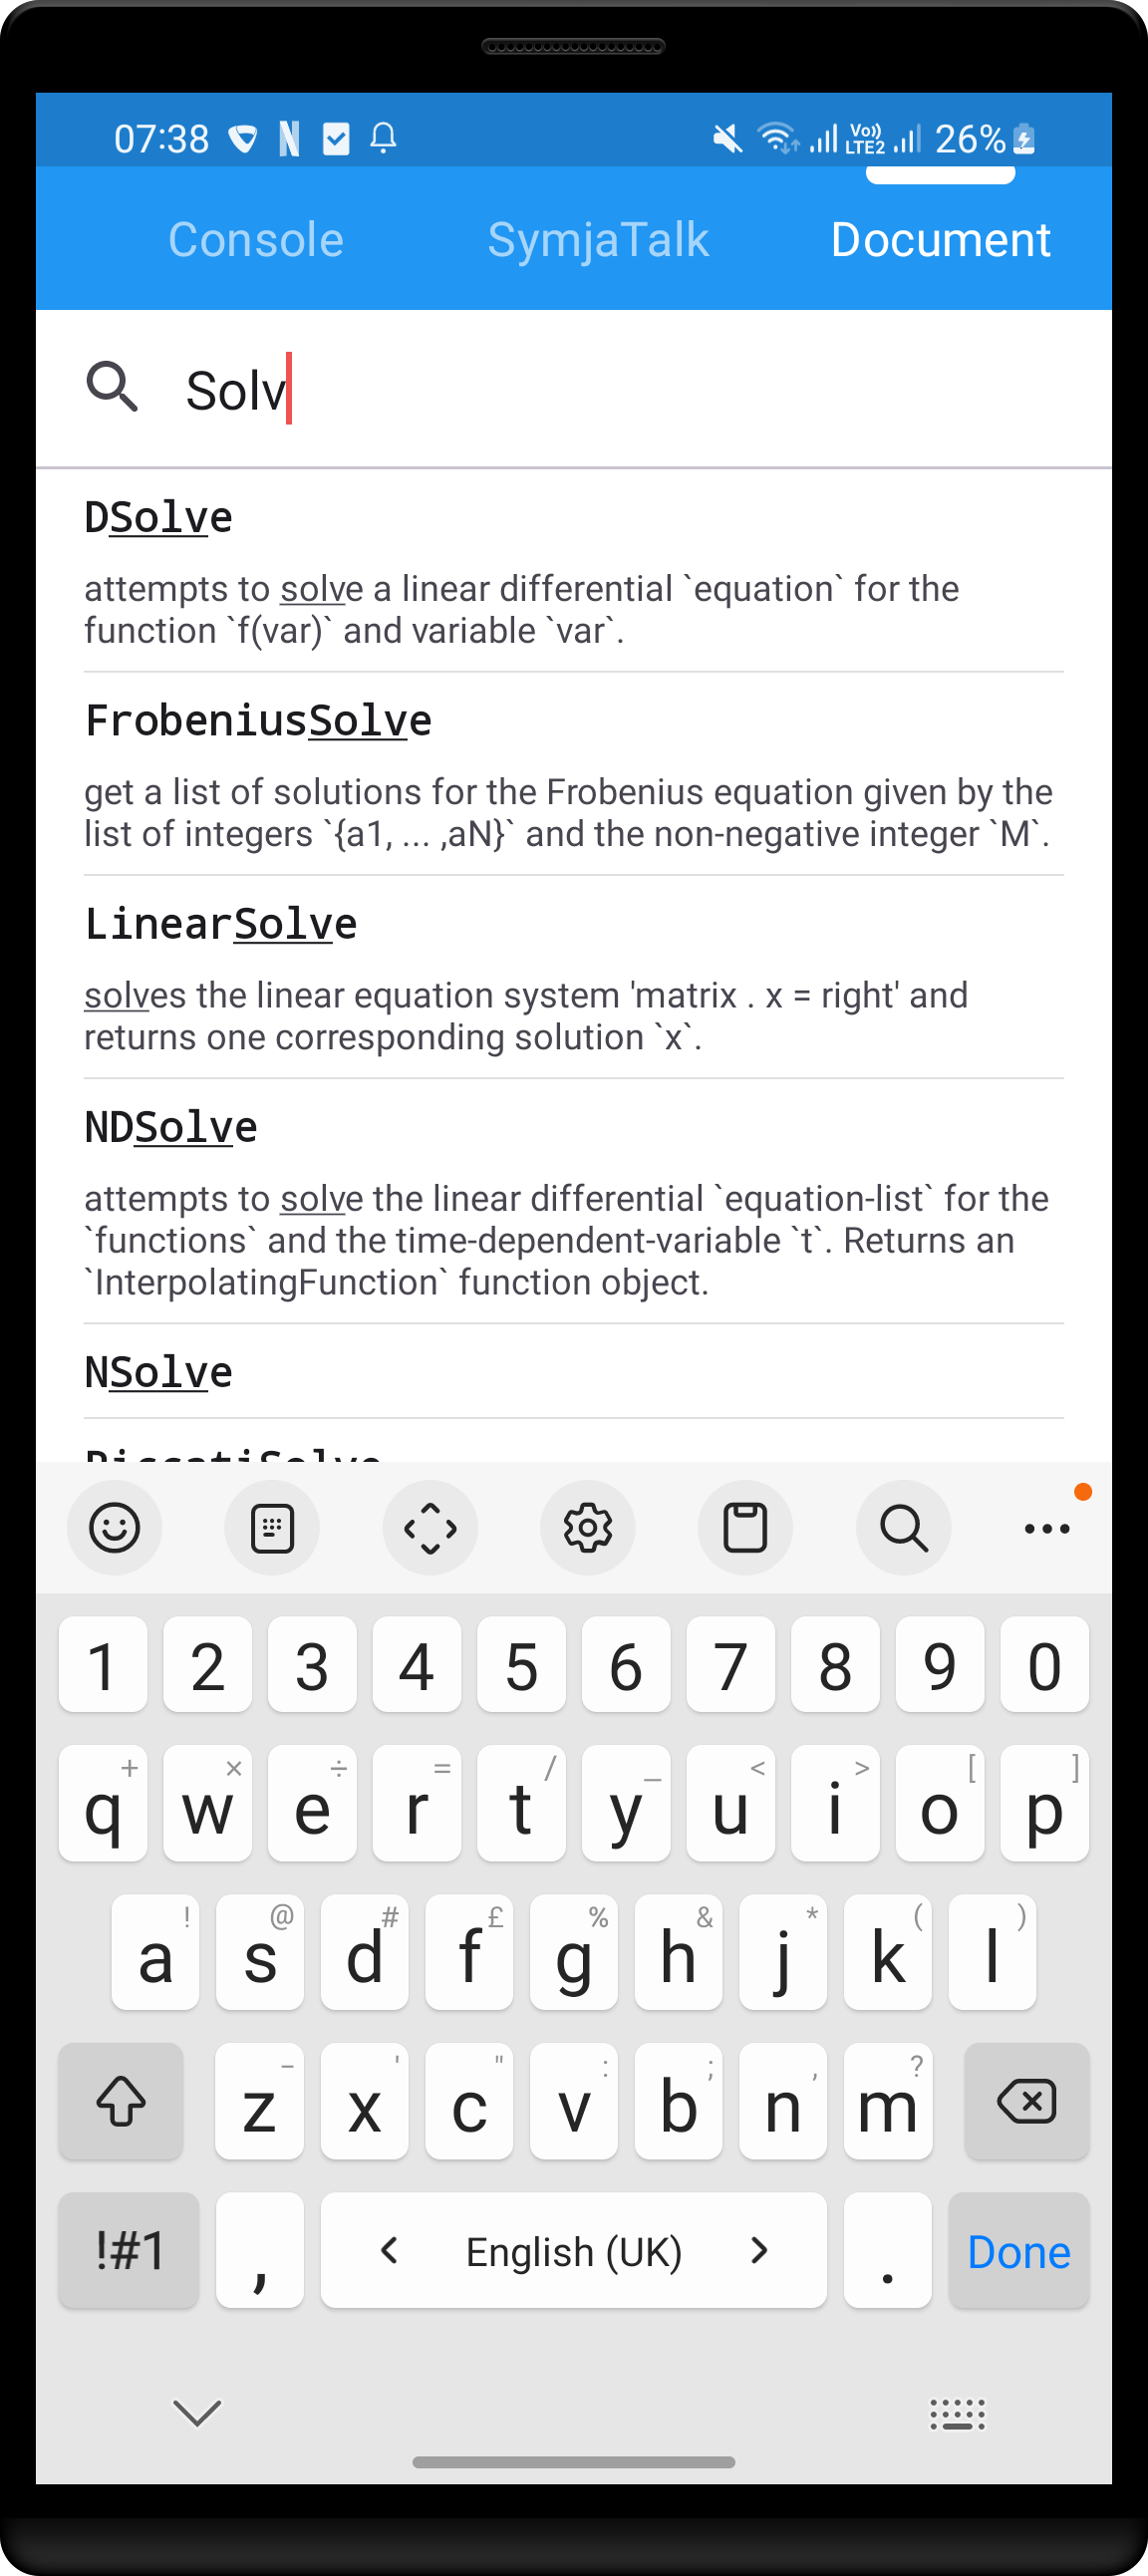 07:38 N Vo)) LTE2 26%
Console SymjaTalk Document
Solv
DSolve
attempts to solve a linear differential `equation` for the
function `f(var)` and variable `var`.
FrobeniusSolve
get a list of solutions for the Frobenius equation given by the
list of integers `{a1, ... ,aN}` and the non-negative integer `M`.
LinearSolve
solves the linear equation system 'matrix . x = right' and
returns one corresponding solution `x`.
NDSolve
attempts to solve the linear differential `equation-list` for the
`functions` and the time-dependent-variable `t`. Returns an
`InterpolatingFunction` function object.
NSolve
RiccatiSolve
1 2 3 4 5 6 7 8 9 0
+ × ÷ = / _ < > [ ]
q w e r t y u i o p
! @ # £ % & * ( )
a s d f g h j k l
- ' " : ; , ?
z x c v b n m
!#1 , < English (UK) > . Done